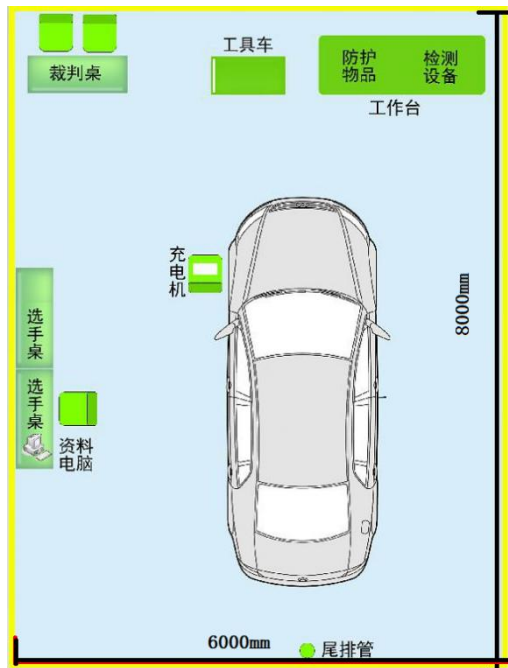 裁判桌
工具车
防护
物品
检测
设备
工作台
充电机
8000mm
选手桌
选手桌
资料
电脑
6000mm
尾排管